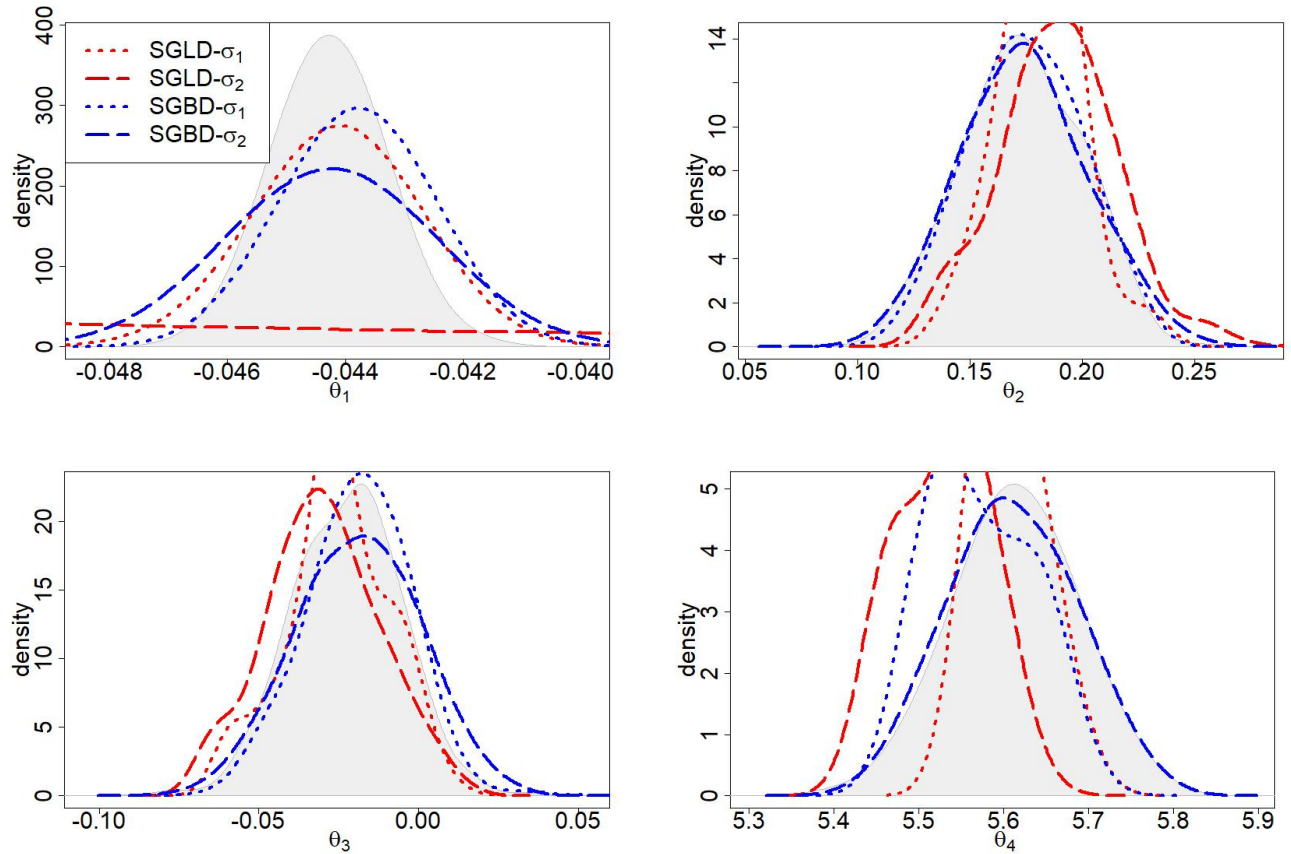 SGLD-σ₁
SGLD-σ₂
SGBD-σ₁
SGBD-σ₂
density
0 100 200 300 400
-0.048 -0.046 -0.044 -0.042 -0.040
θ₁
density
0 2 4 6 8 10 12 14
0.05 0.10 0.15 0.20 0.25
θ₂
density
0 5 10 15 20
-0.10 -0.05 0.00 0.05
θ₃
density
0 1 2 3 4 5
5.3 5.4 5.5 5.6 5.7 5.8 5.9
θ₄